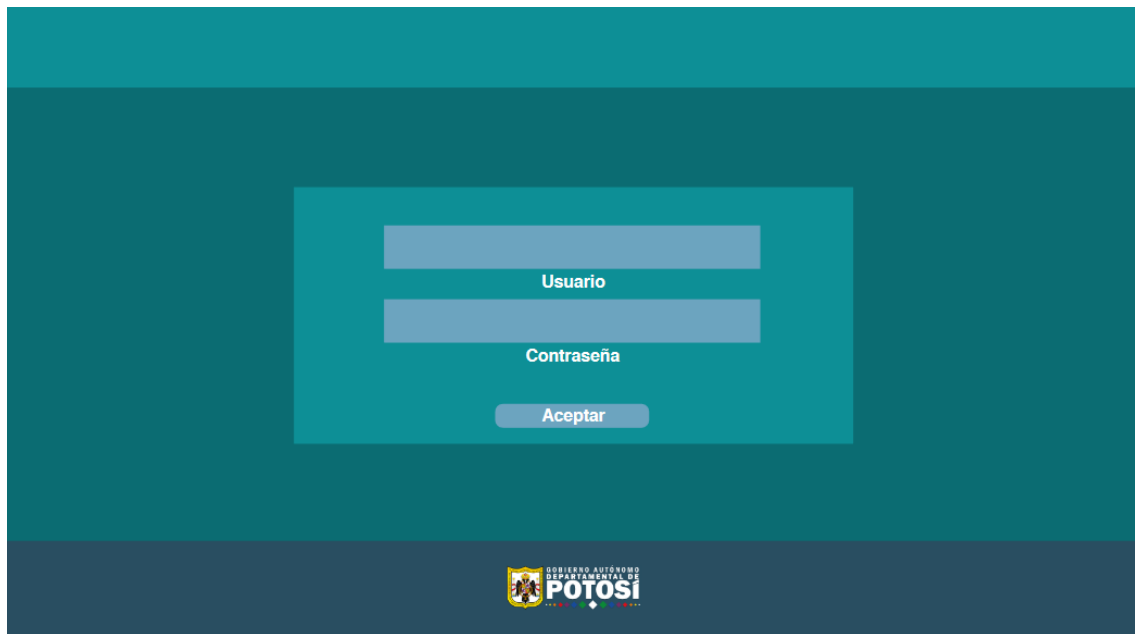 Usuario
Contraseña
Aceptar
GOBIERNO AUTÓNOMO
DEPARTAMENTAL DE
POTOSÍ